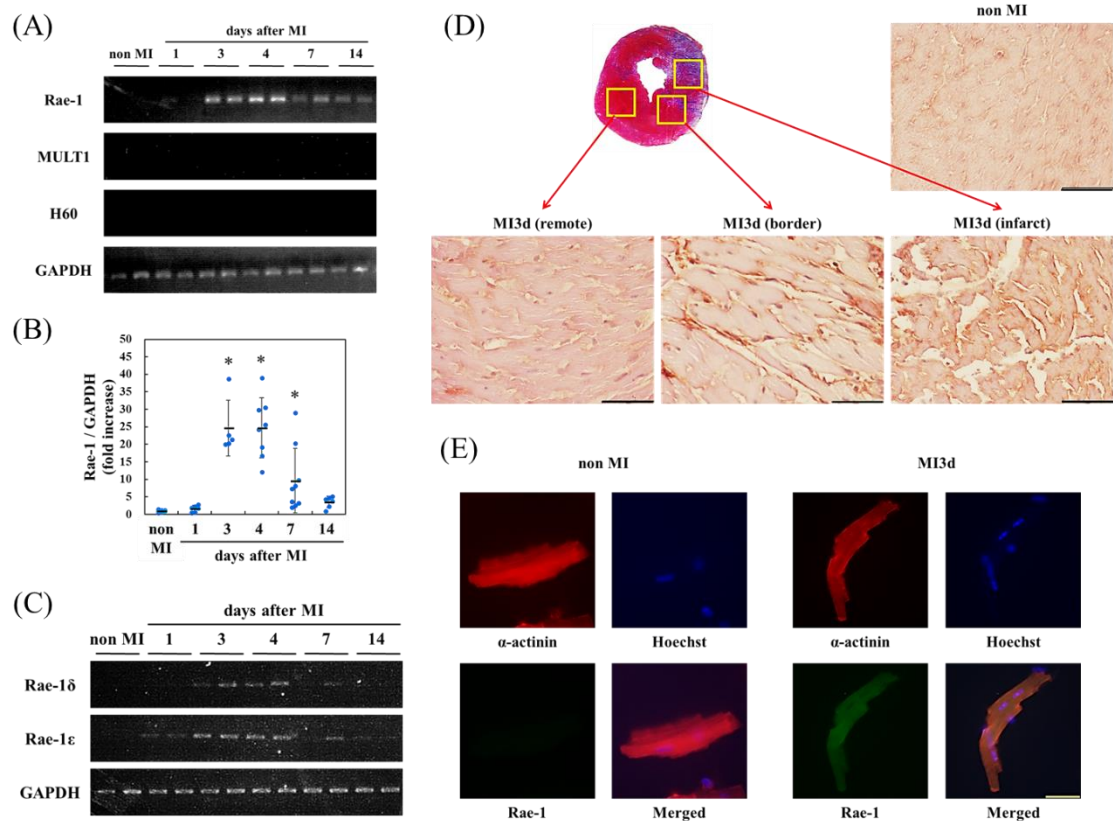 (A)
days after MI
non MI 1 3 4 7 14
Rae-1
MULT1
H60
GAPDH
(B)
Rae-1 / GAPDH
(fold increase)
50
45
40
35
30
25
20
15
10
5
0
* * *
non
MI
1 3 4 7 14
days after MI
(C)
days after MI
non MI 1 3 4 7 14
Rae-1δ
Rae-1ε
GAPDH
(D)
non MI
MI3d (remote)
MI3d (border)
MI3d (infarct)
(E)
non MI
α-actinin
Hoechst
Rae-1
Merged
MI3d
α-actinin
Hoechst
Rae-1
Merged